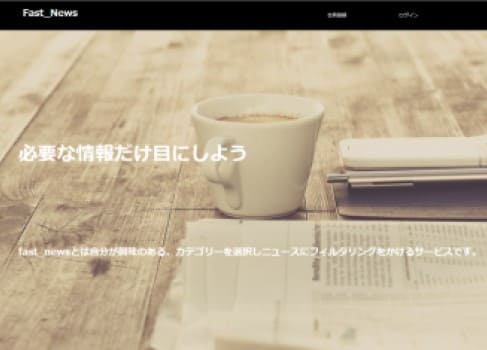 Fast_News
会員登録
ログイン
必要な情報だけ目にしよう
fast_newsとは自分が興味のある、カテゴリーを選択しニュースにフィルタリングをかけるサービスです。